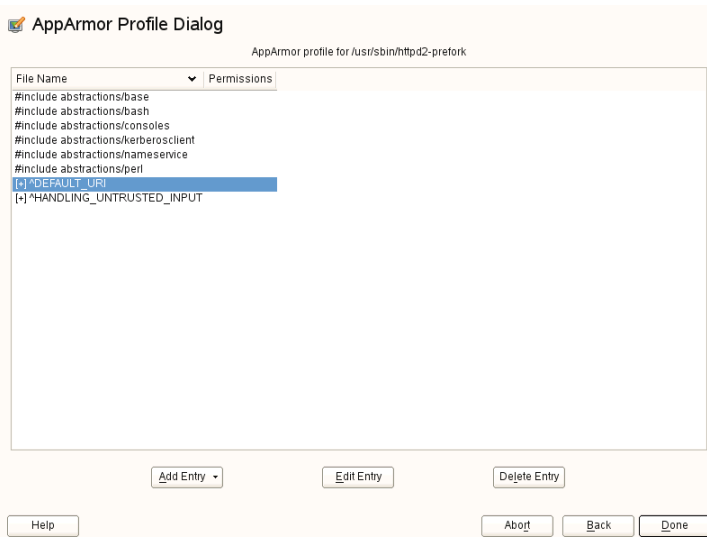 AppArmor Profile Dialog
AppArmor profile for /usr/sbin/httpd2-prefork
File Name Permissions
#include abstractions/base
#include abstractions/bash
#include abstractions/consoles
#include abstractions/kerberosclient
#include abstractions/nameservice
#include abstractions/perl
[+] ^DEFAULT_URI
[+] ^HANDLING_UNTRUSTED_INPUT
Add Entry Edit Entry Delete Entry
Help Abort Back Done